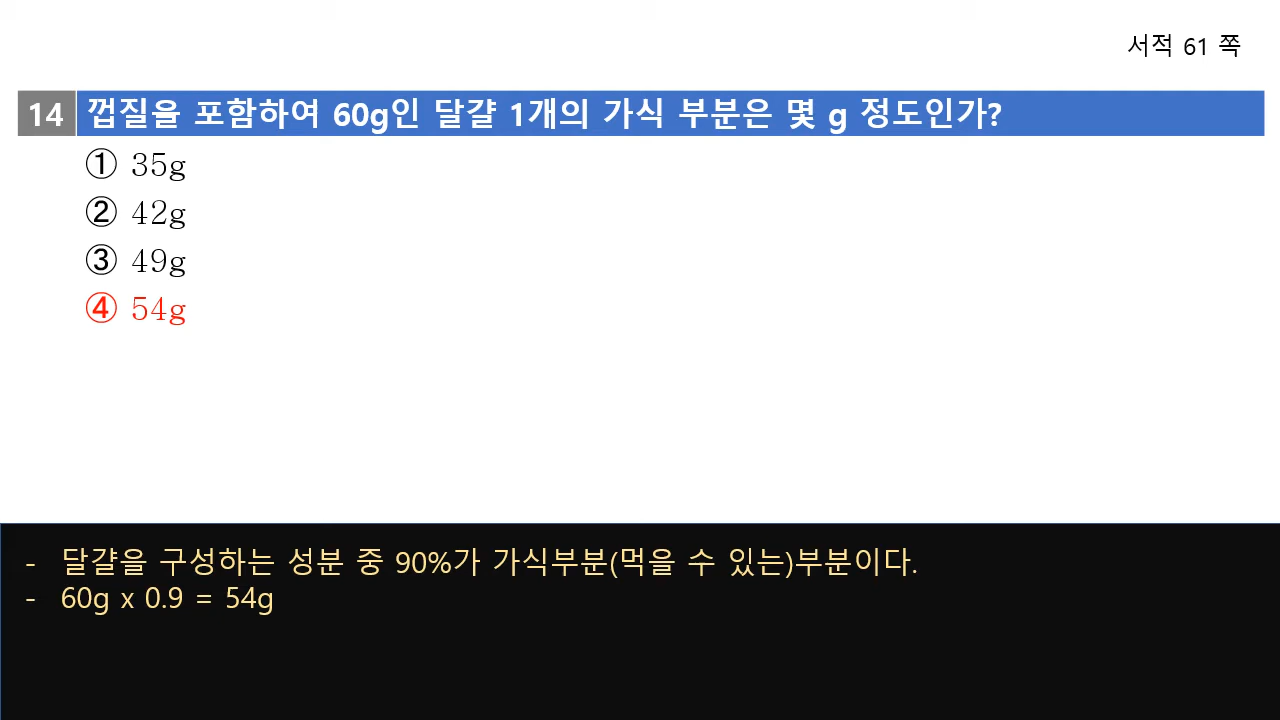 서적 61 쪽
14 껍질을 포함하여 60g인 달걀 1개의 가식 부분은 몇 g 정도인가?
① 35g
② 42g
③ 49g
④ 54g
- 달걀을 구성하는 성분 중 90%가 가식부분(먹을 수 있는)부분이다.
- 60g x 0.9 = 54g